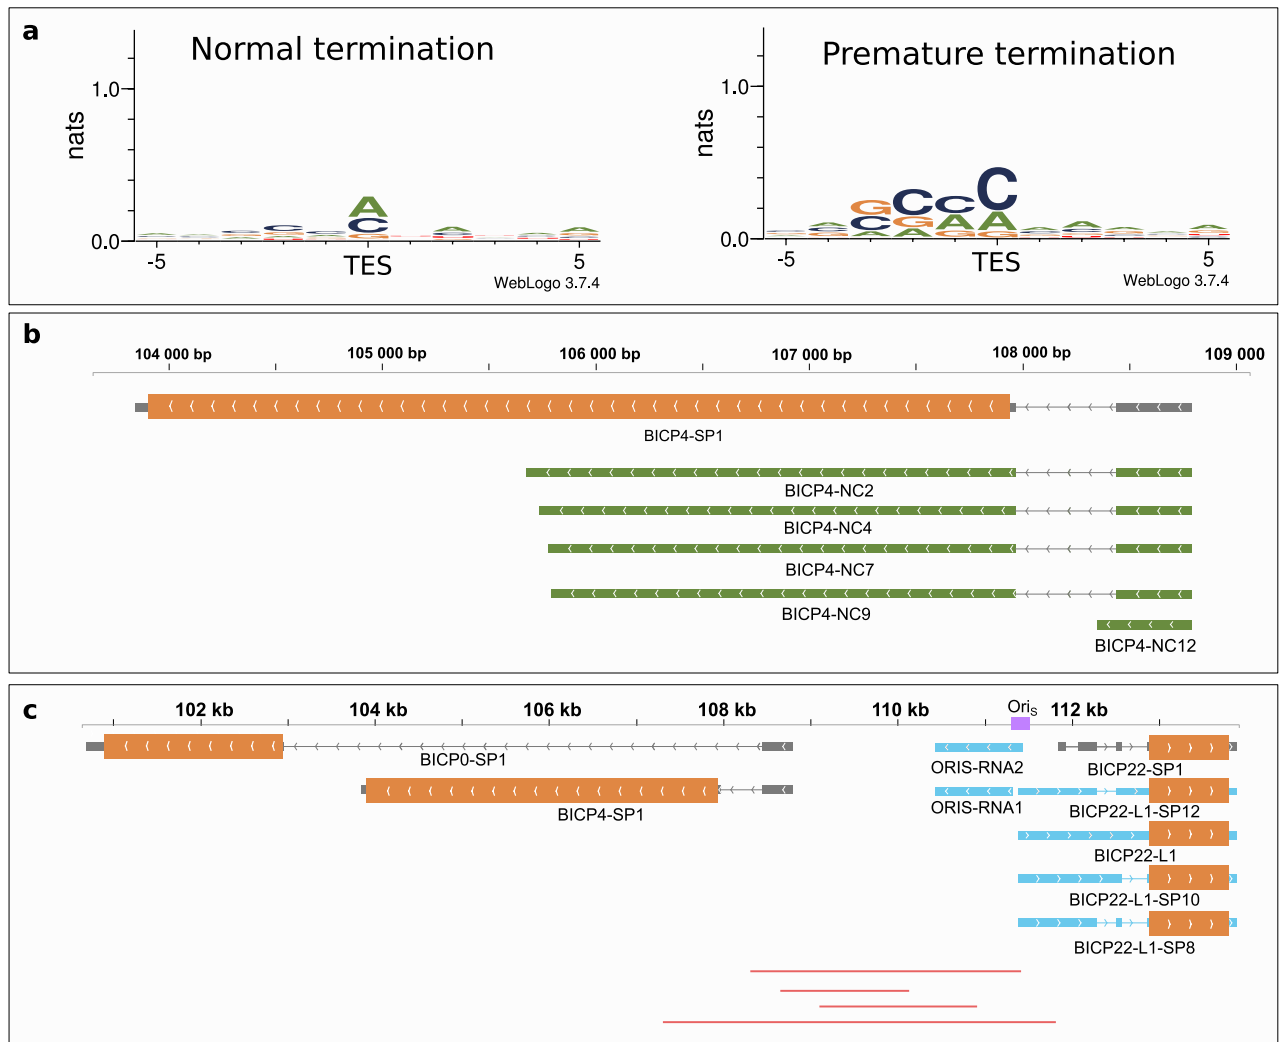 a
Normal termination
Premature termination
1.0
nats
0.0
A
C
G
-5
TES
5
WebLogo 3.7.4
1.0
nats
0.0
G C C C
C G A A
A A G G
-5
TES
5
WebLogo 3.7.4
b
104 000 bp 105 000 bp 106 000 bp 107 000 bp 108 000 bp 109 000
BICP4-SP1
BICP4-NC2
BICP4-NC4
BICP4-NC7
BICP4-NC9
BICP4-NC12
c
102 kb 104 kb 106 kb 108 kb 110 kb OriS 112 kb
BICP0-SP1
ORIS-RNA2
BICP22-SP1
BICP4-SP1
ORIS-RNA1
BICP22-L1-SP12
BICP22-L1
BICP22-L1-SP10
BICP22-L1-SP8